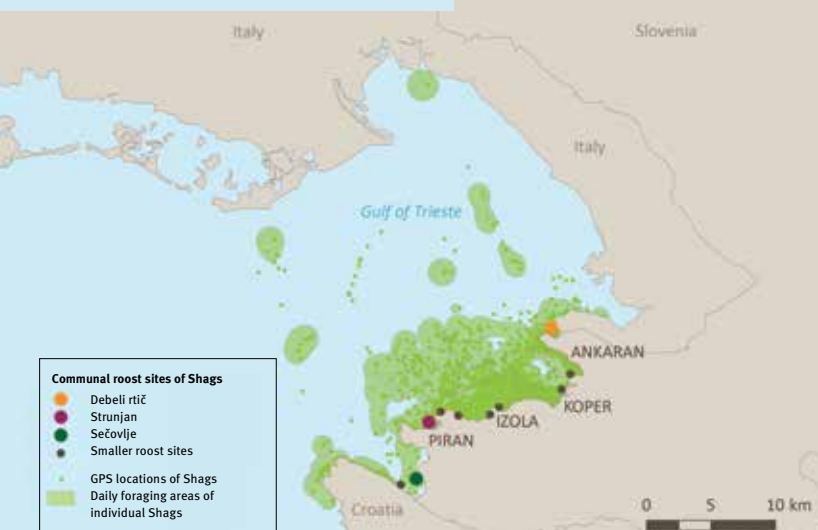 Italy
Slovenia
Italy
Gulf of Trieste
ANKARAN
KOPER
IZOLA
PIRAN
Croatia
Communal roost sites of Shags
Debeli rtič
Strunjan
Sečovlje
Smaller roost sites
GPS locations of Shags
Daily foraging areas of
individual Shags
0 5 10 km